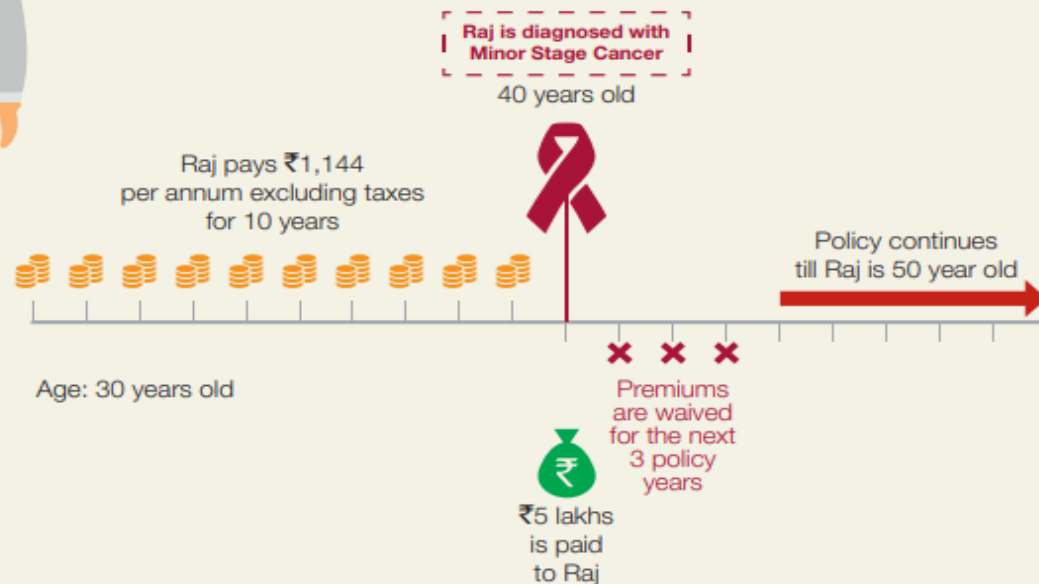 Raj is diagnosed with
Minor Stage Cancer
40 years old
Raj pays ₹1,144
per annum excluding taxes
for 10 years
Policy continues
till Raj is 50 year old
Age: 30 years old
Premiums
are waived
for the next
3 policy
years
₹
₹5 lakhs
is paid
to Raj